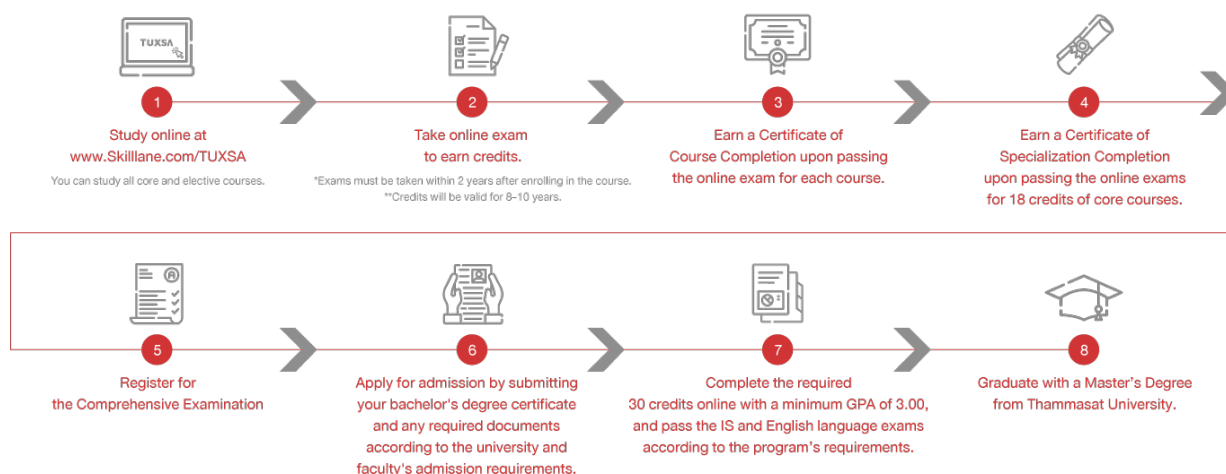 TUXSA
1
Study online at
www.Skilllane.com/TUXSA
You can study all core and elective courses.
2
Take online exam
to earn credits.
*Exams must be taken within 2 years after enrolling in the course.
**Credits will be valid for 8–10 years.
3
Earn a Certificate of
Course Completion upon passing
the online exam for each course.
4
Earn a Certificate of
Specialization Completion
upon passing the online exams
for 18 credits of core courses.
5
Register for
the Comprehensive Examination
6
Apply for admission by submitting
your bachelor's degree certificate
and any required documents
according to the university and
faculty's admission requirements.
7
Complete the required
30 credits online with a minimum GPA of 3.00,
and pass the IS and English language exams
according to the program's requirements.
8
Graduate with a Master's Degree
from Thammasat University.